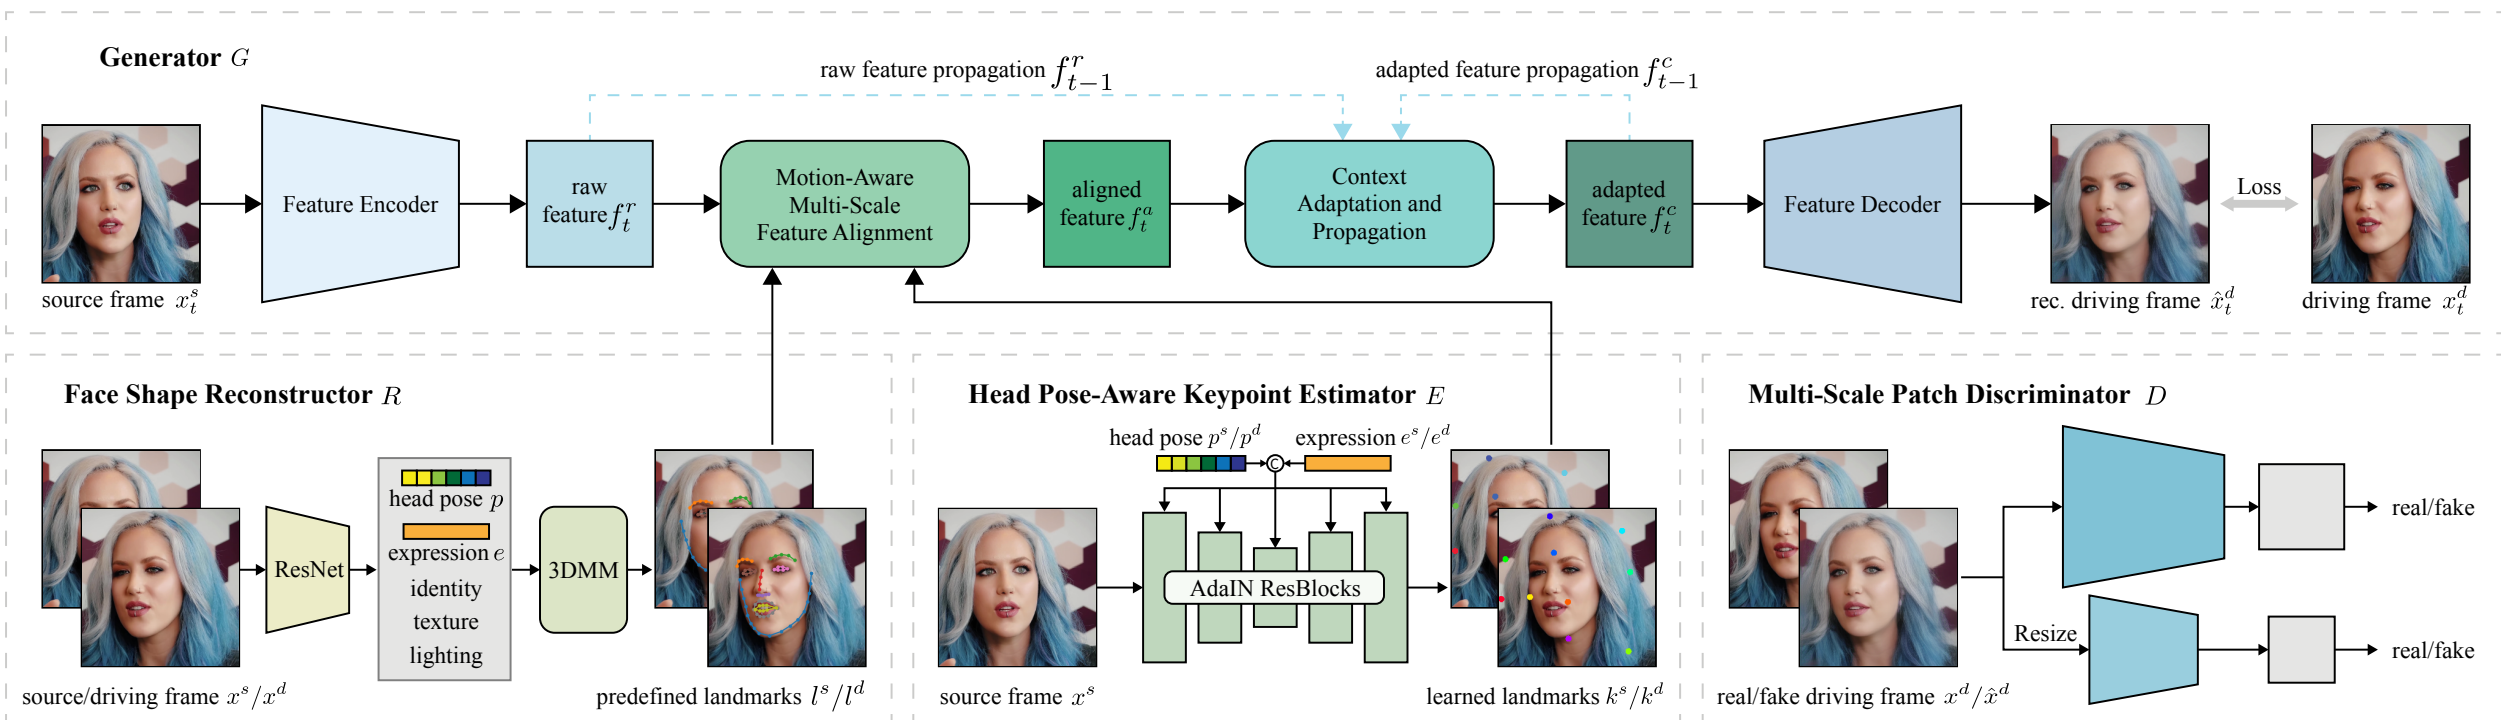 Generator G
raw feature propagation f^r_{t-1}
adapted feature propagation f^c_{t-1}
Feature Encoder
raw
feature f^r_t
Motion-Aware
Multi-Scale
Feature Alignment
aligned
feature f^a_t
Context
Adaptation and
Propagation
adapted
feature f^c_t
Feature Decoder
Loss
source frame x^s_t
rec. driving frame x̂^d_t
driving frame x^d_t
Face Shape Reconstructor R
ResNet
head pose p
expression e
identity
texture
lighting
3DMM
source/driving frame x^s/x^d
predefined landmarks l^s/l^d
Head Pose-Aware Keypoint Estimator E
head pose p^s/p^d
expression e^s/e^d
C
AdaIN ResBlocks
source frame x^s
learned landmarks k^s/k^d
Multi-Scale Patch Discriminator D
real/fake
Resize
real/fake
real/fake driving frame x^d/x̂^d